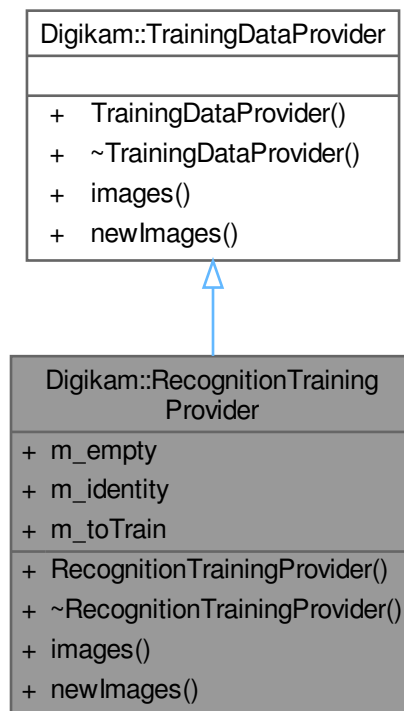 Digikam::TrainingDataProvider
+ TrainingDataProvider()
+ ~TrainingDataProvider()
+ images()
+ newImages()
Digikam::RecognitionTraining
Provider
+ m_empty
+ m_identity
+ m_toTrain
+ RecognitionTrainingProvider()
+ ~RecognitionTrainingProvider()
+ images()
+ newImages()